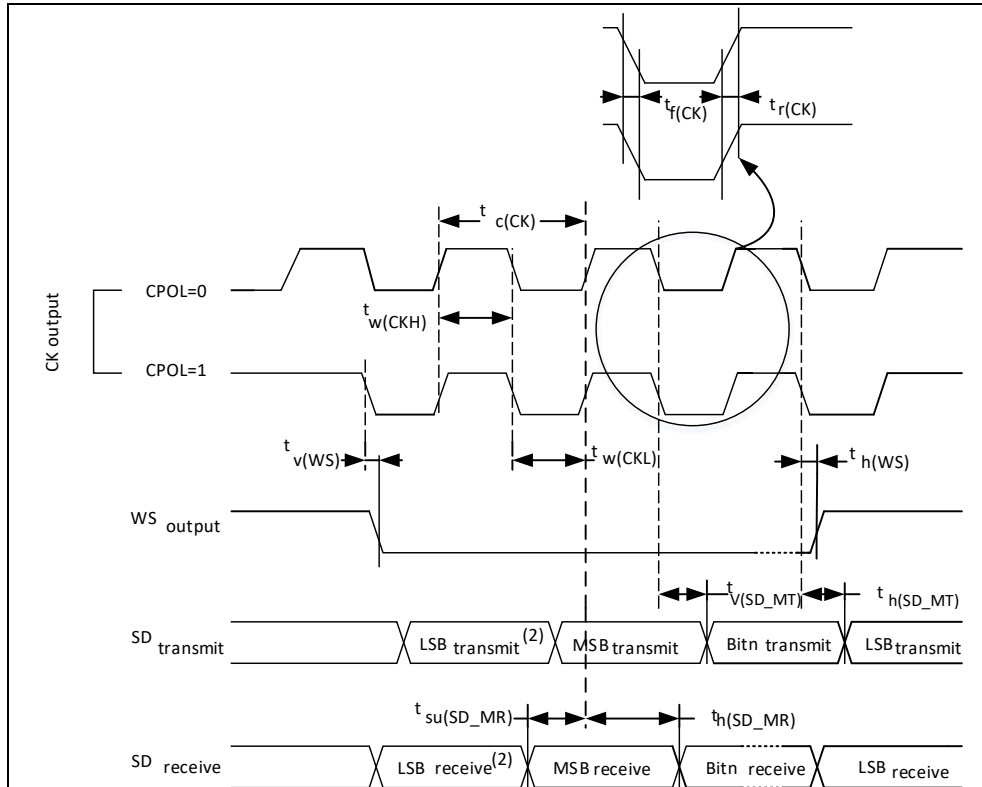 tf(CK)
tr(CK)
tc(CK)
CK output
CPOL=0
tw(CKH)
CPOL=1
tv(WS)
tw(CKL)
th(WS)
WS output
tV(SD_MT)
th(SD_MT)
SD transmit
LSB transmit(2)
MSB transmit
Bitn transmit
LSB transmit
tsu(SD_MR)
th(SD_MR)
SD receive
LSB receive(2)
MSB receive
Bitn receive
LSB receive